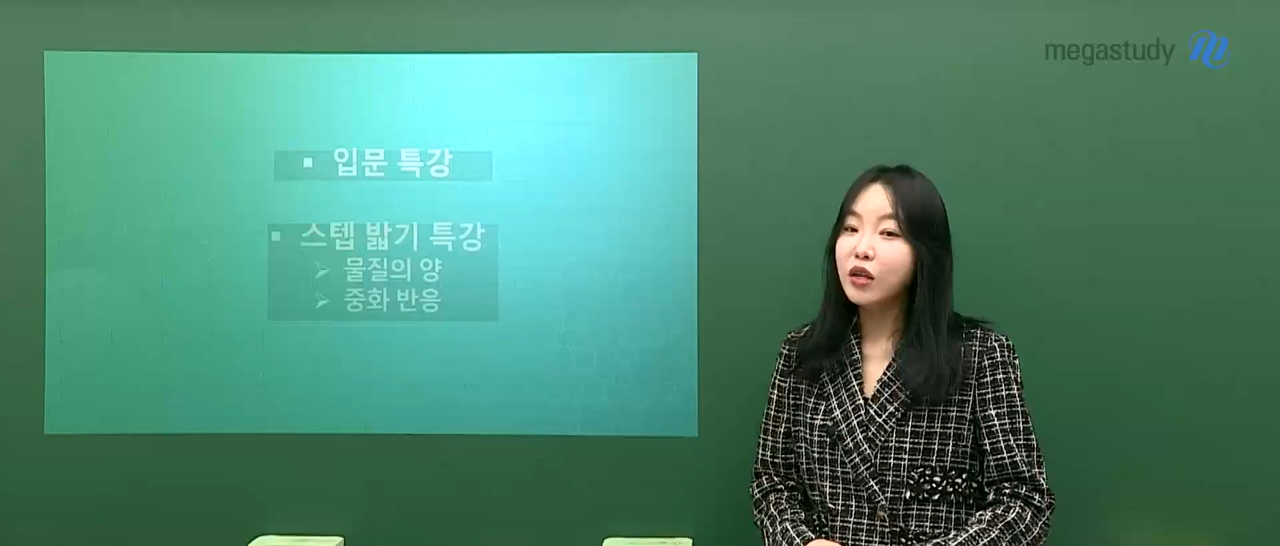 megastudy
▪ 입문 특강
▪ 스텝 밟기 특강
➢ 물질의 양
➢ 중화 반응